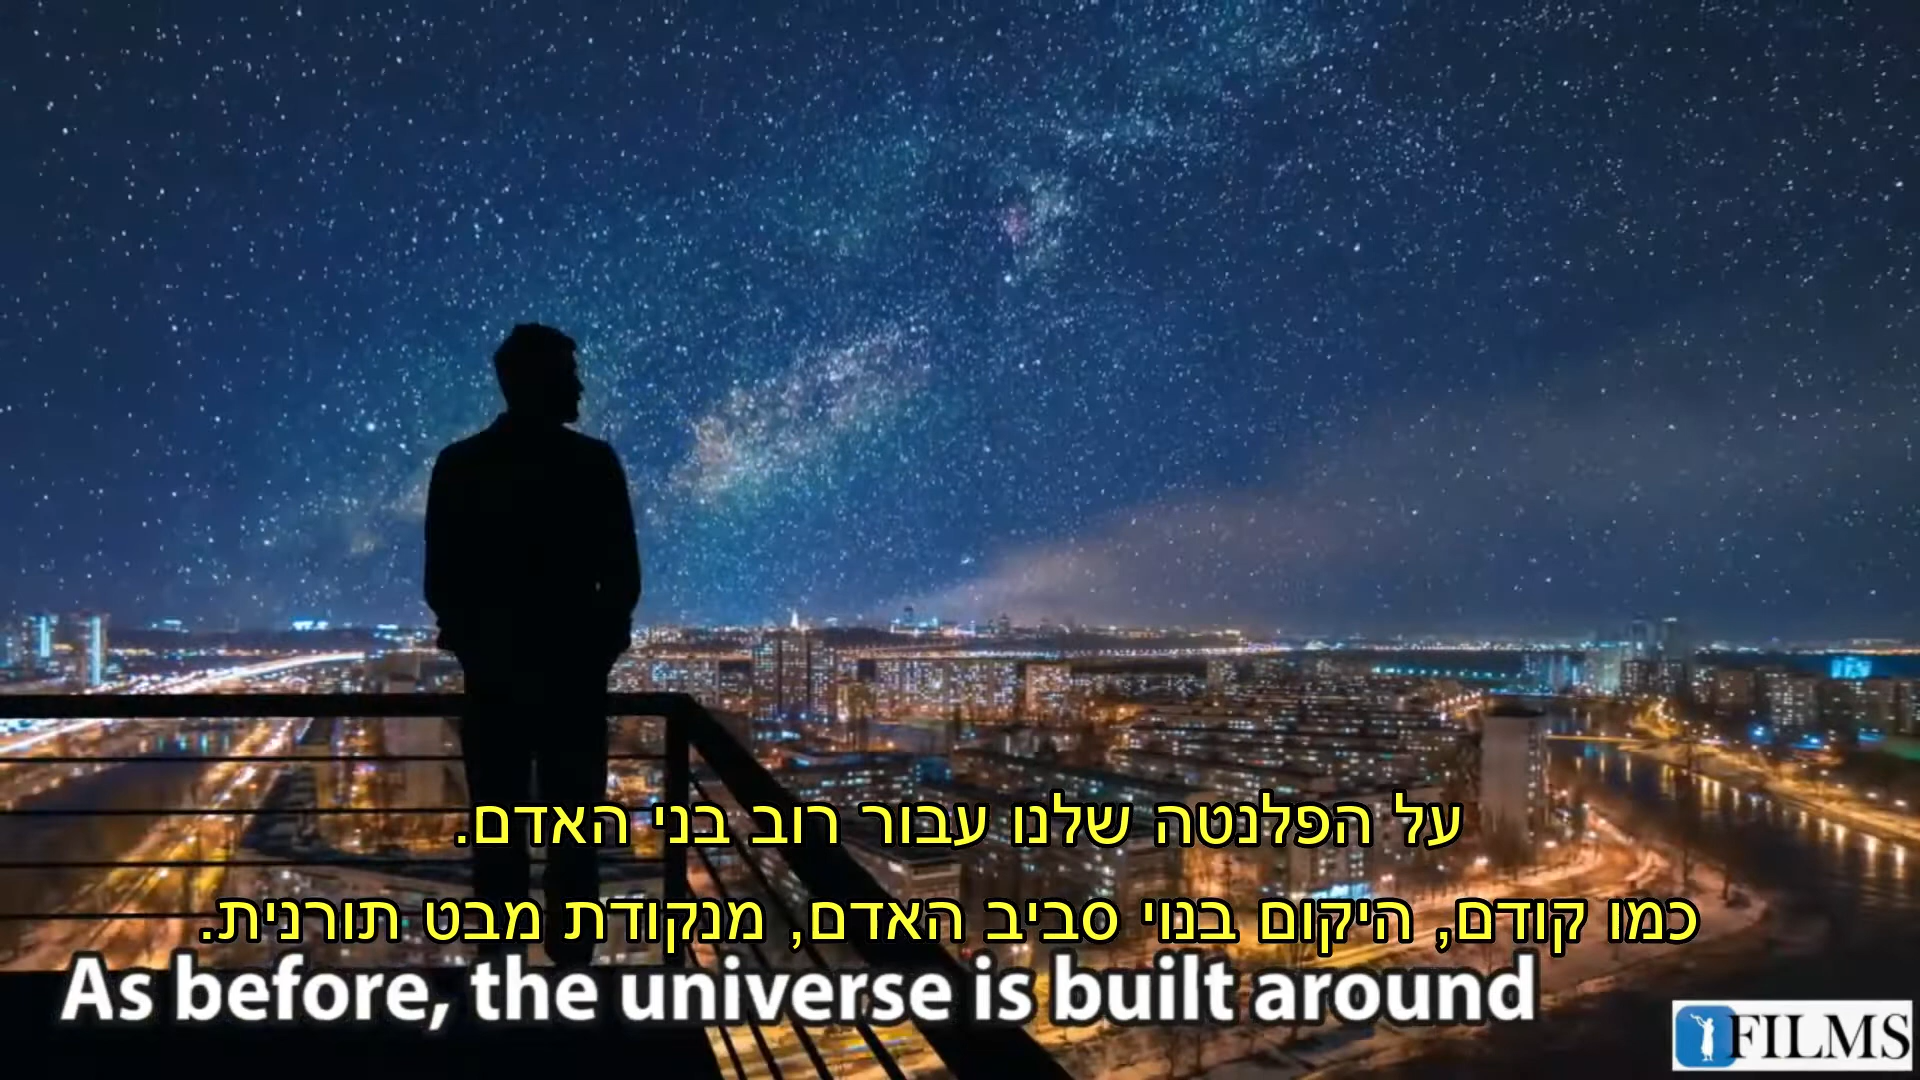 על הפלנטה שלנו עבור רוב בני האדם.
כמו קודם, היקום בנוי סביב האדם, מנקודת מבט תורנית.
As before, the universe is built around
FILMS